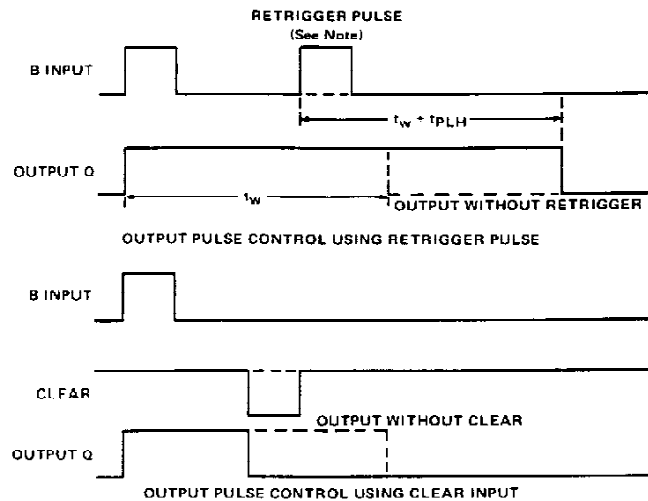 RETRIGGER PULSE
(See Note)
B INPUT
tw + tPLH
OUTPUT Q
tw
OUTPUT WITHOUT RETRIGGER
OUTPUT PULSE CONTROL USING RETRIGGER PULSE
B INPUT
CLEAR
OUTPUT WITHOUT CLEAR
OUTPUT Q
OUTPUT PULSE CONTROL USING CLEAR INPUT